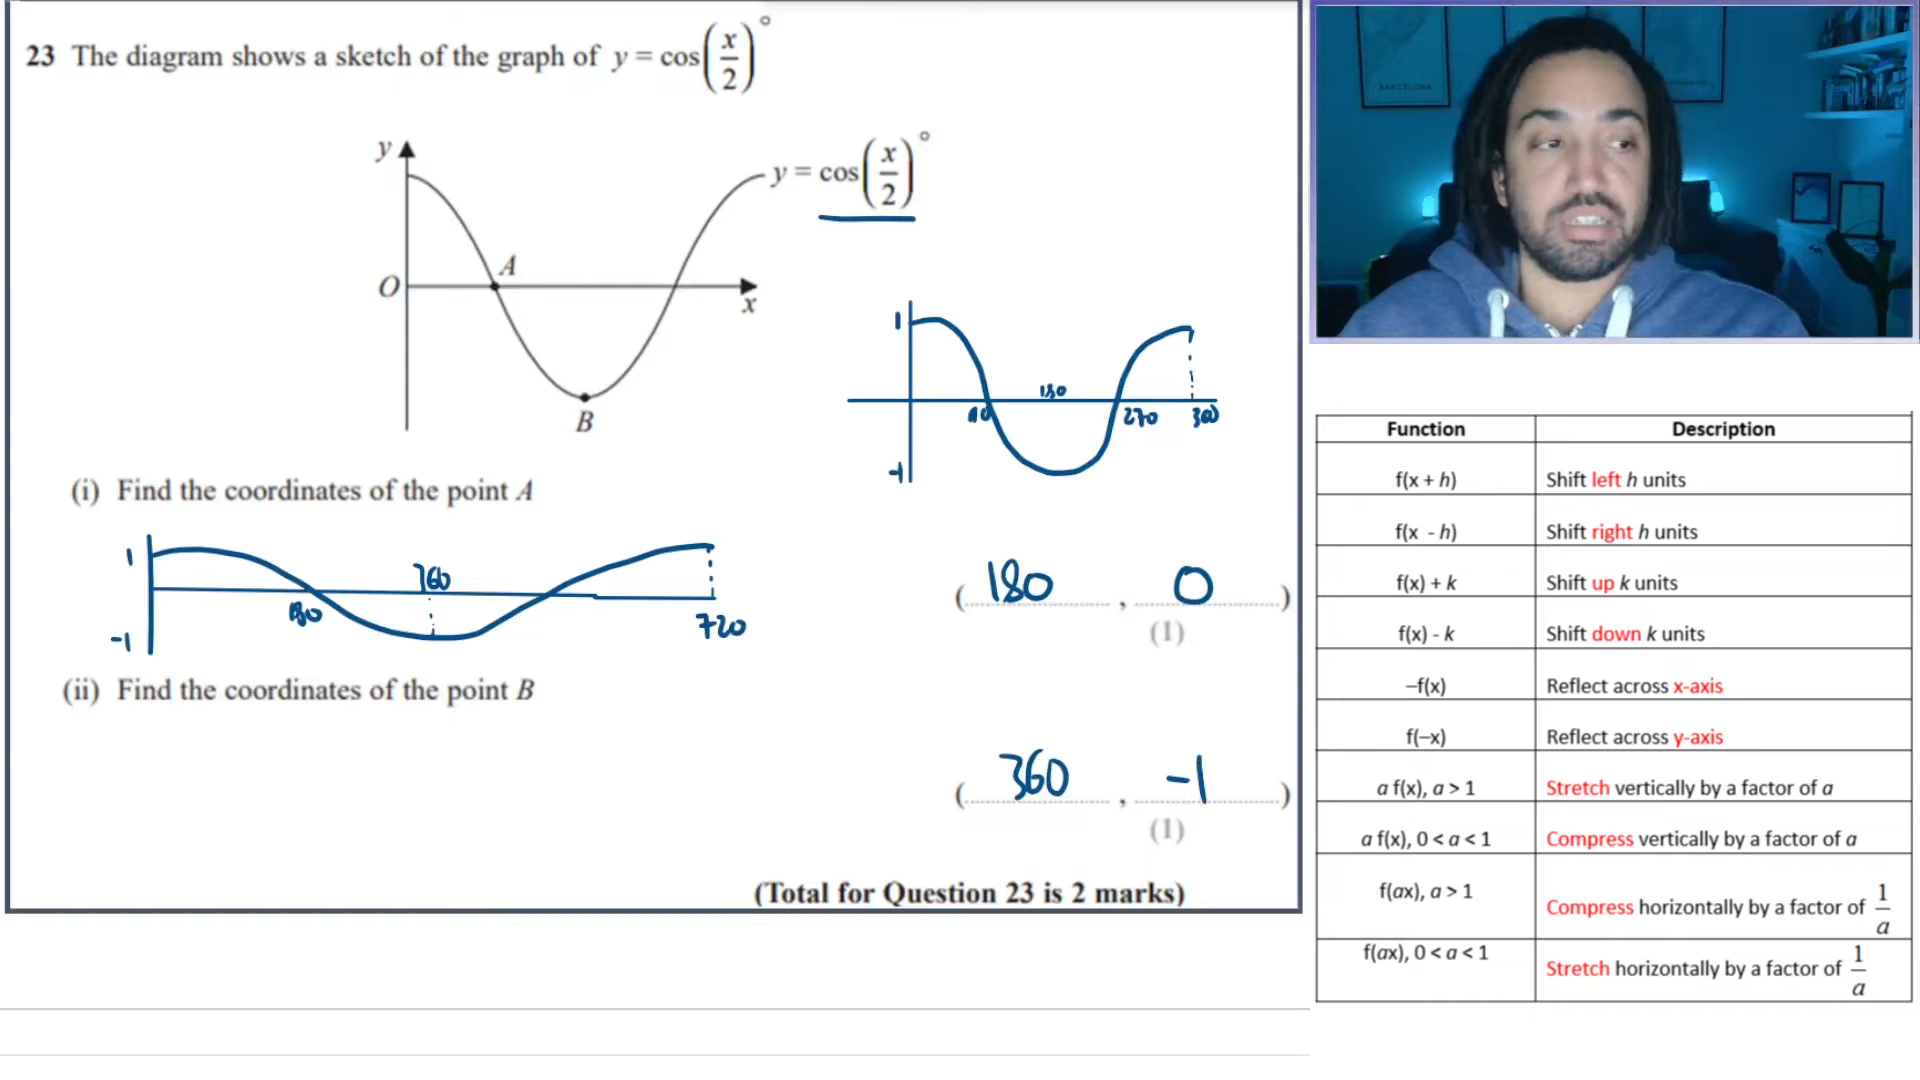 23 The diagram shows a sketch of the graph of y = cos(x/2)°
y
y = cos(x/2)°
A
O
x
B
1
180
90
270
360
-1
(i) Find the coordinates of the point A
1
360
180
720
-1
( 180 , 0 )
(1)
(ii) Find the coordinates of the point B
( 360 , -1 )
(1)
(Total for Question 23 is 2 marks)
BARCELONA
Function Description
f(x + h) Shift left h units
f(x - h) Shift right h units
f(x) + k Shift up k units
f(x) - k Shift down k units
–f(x) Reflect across x-axis
f(–x) Reflect across y-axis
a f(x), a > 1 Stretch vertically by a factor of a
a f(x), 0 < a < 1 Compress vertically by a factor of a
f(ax), a > 1 Compress horizontally by a factor of 1/a
f(ax), 0 < a < 1 Stretch horizontally by a factor of 1/a